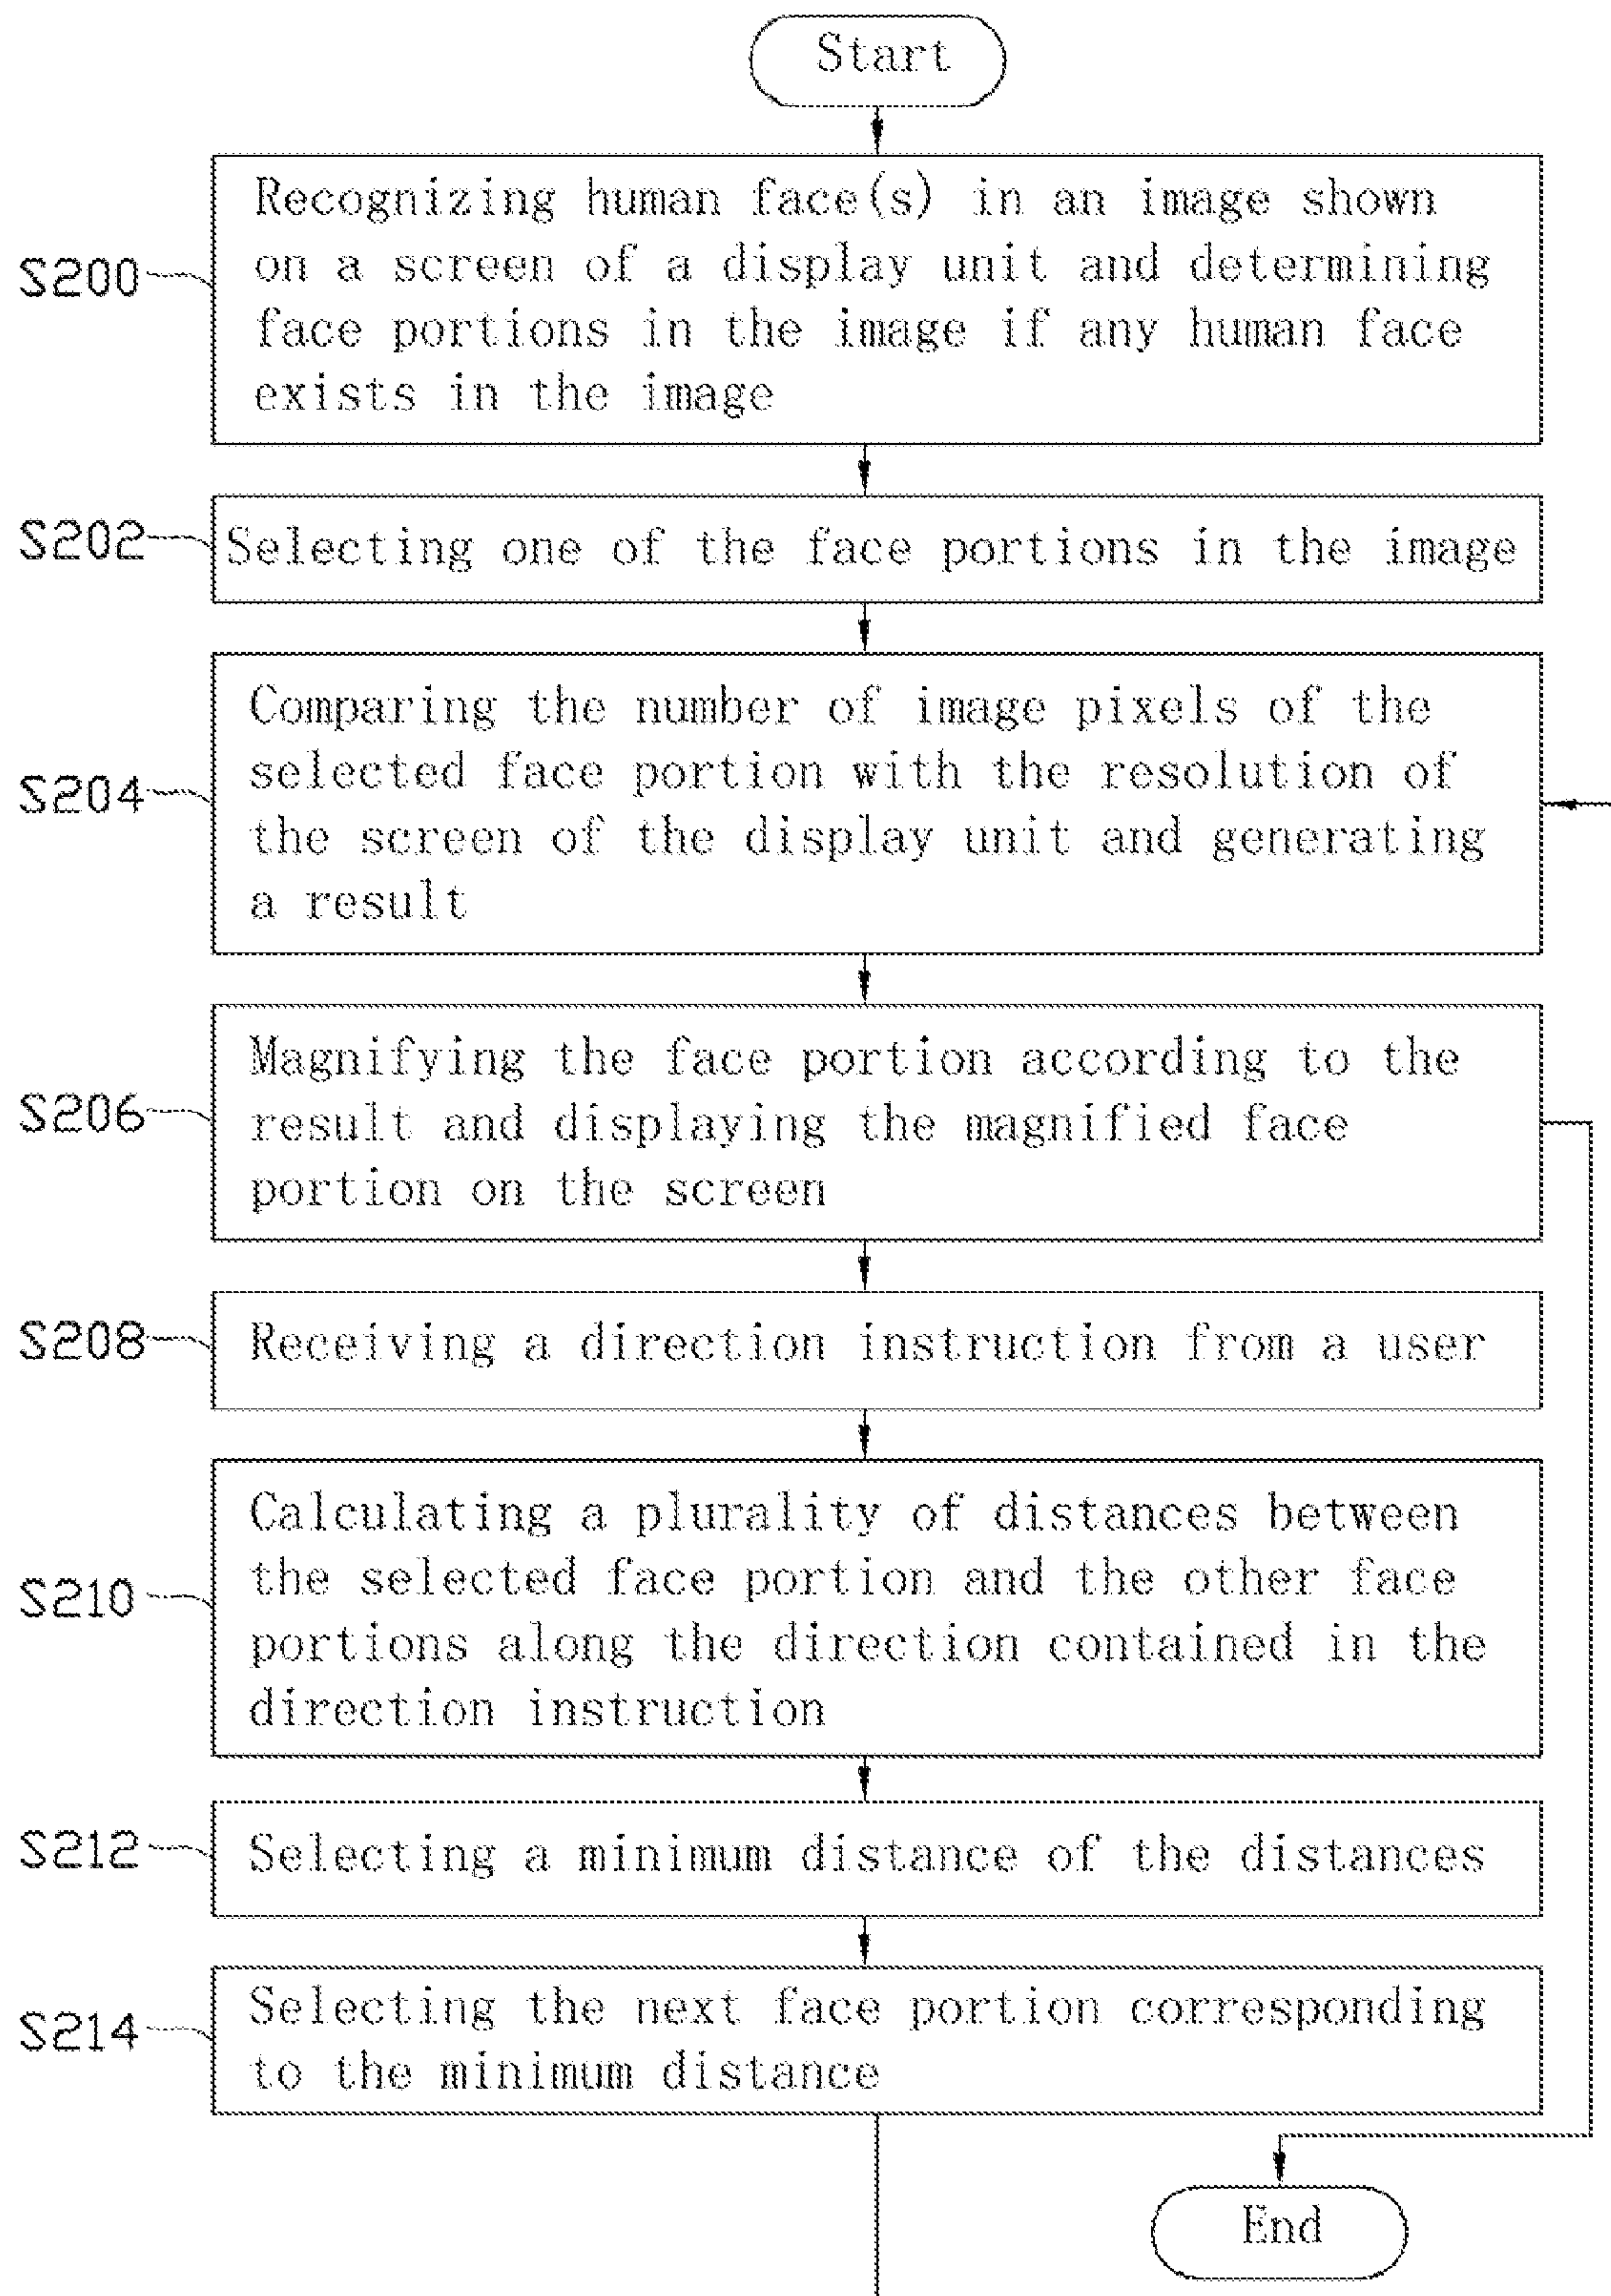 Start
S200
Recognizing human face(s) in an image shown
on a screen of a display unit and determining
face portions in the image if any human face
exists in the image
S202
Selecting one of the face portions in the image
S204
Comparing the number of image pixels of the
selected face portion with the resolution of
the screen of the display unit and generating
a result
S206
Magnifying the face portion according to the
result and displaying the magnified face
portion on the screen
S208
Receiving a direction instruction from a user
S210
Calculating a plurality of distances between
the selected face portion and the other face
portions along the direction contained in the
direction instruction
S212
Selecting a minimum distance of the distances
S214
Selecting the next face portion corresponding
to the minimum distance
End